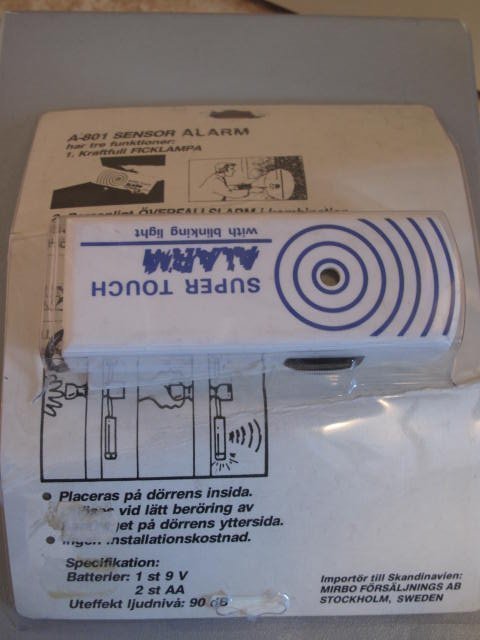 A-801 SENSOR ALARM
har tre funktioner:
1. Kraftfull FICKLAMPA
ÖVERFALLSLARM i kombination
SUPER TOUCH
ALARM
with blinking light
Placeras på dörrens insida.
vid lätt beröring av
på dörrens yttersida.
installationskostnad.
Specifikation:
Batterier: 1 st 9 V
2 st AA
Uteffekt ljudnivå: 90 dB
Importör till Skandinavien:
MIRBO FÖRSÄLJNINGS AB
STOCKHOLM, SWEDEN